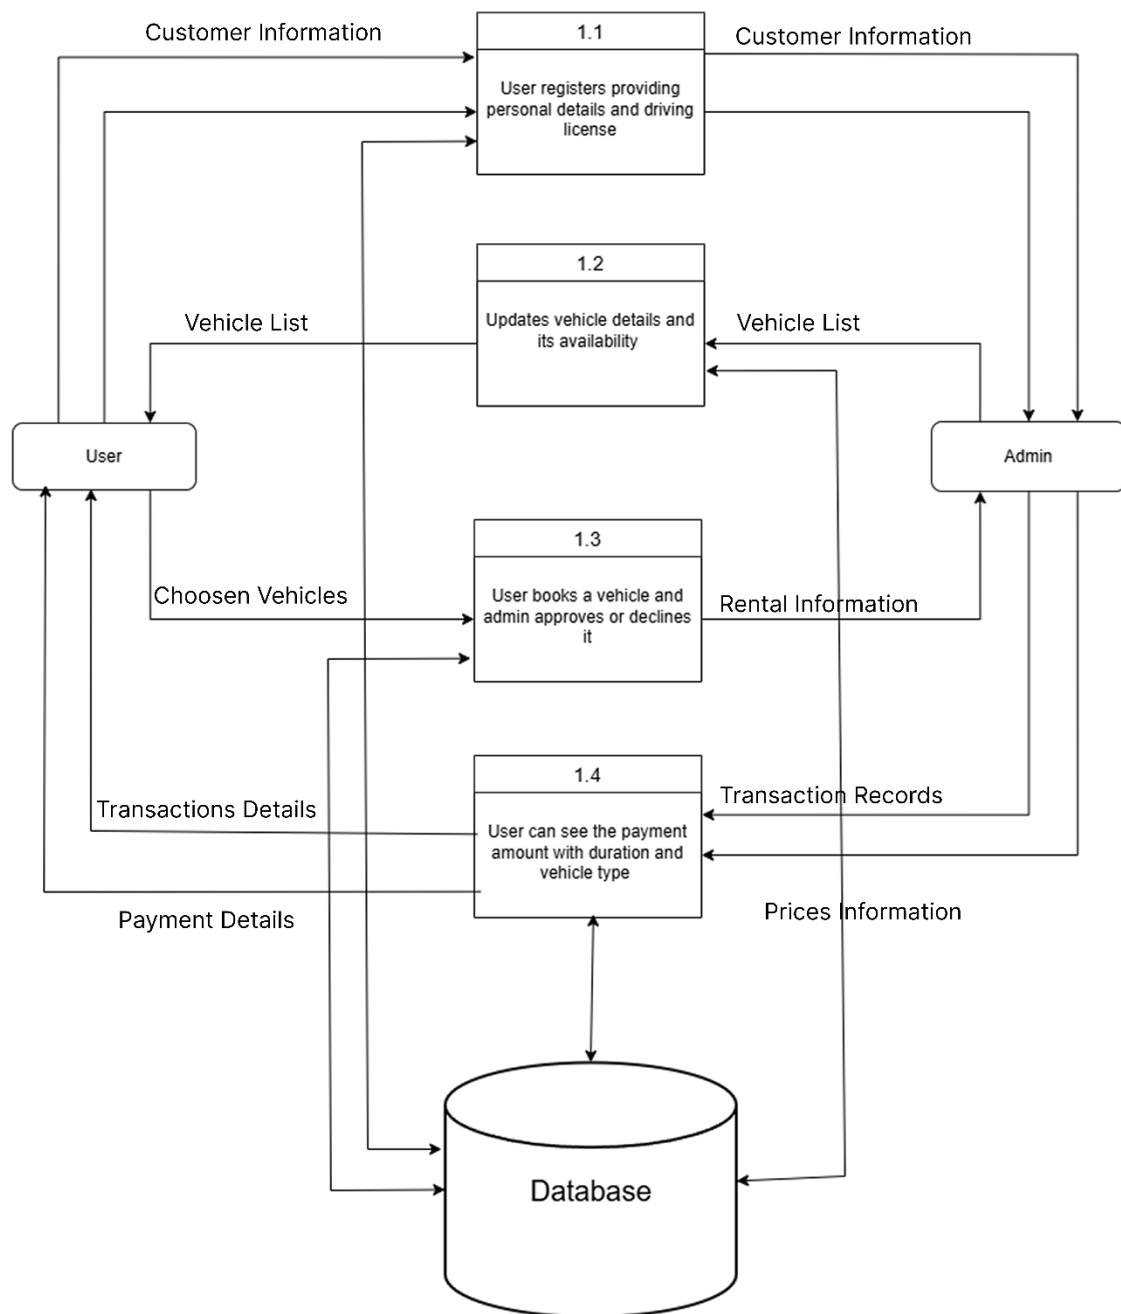 Customer Information
1.1
Customer Information
User registers providing
personal details and driving
license
1.2
Vehicle List
Updates vehicle details and
its availability
Vehicle List
User
Admin
1.3
Choosen Vehicles
User books a vehicle and
admin approves or declines
it
Rental Information
1.4
Transactions Details
User can see the payment
amount with duration and
vehicle type
Transaction Records
Payment Details
Prices Information
Database